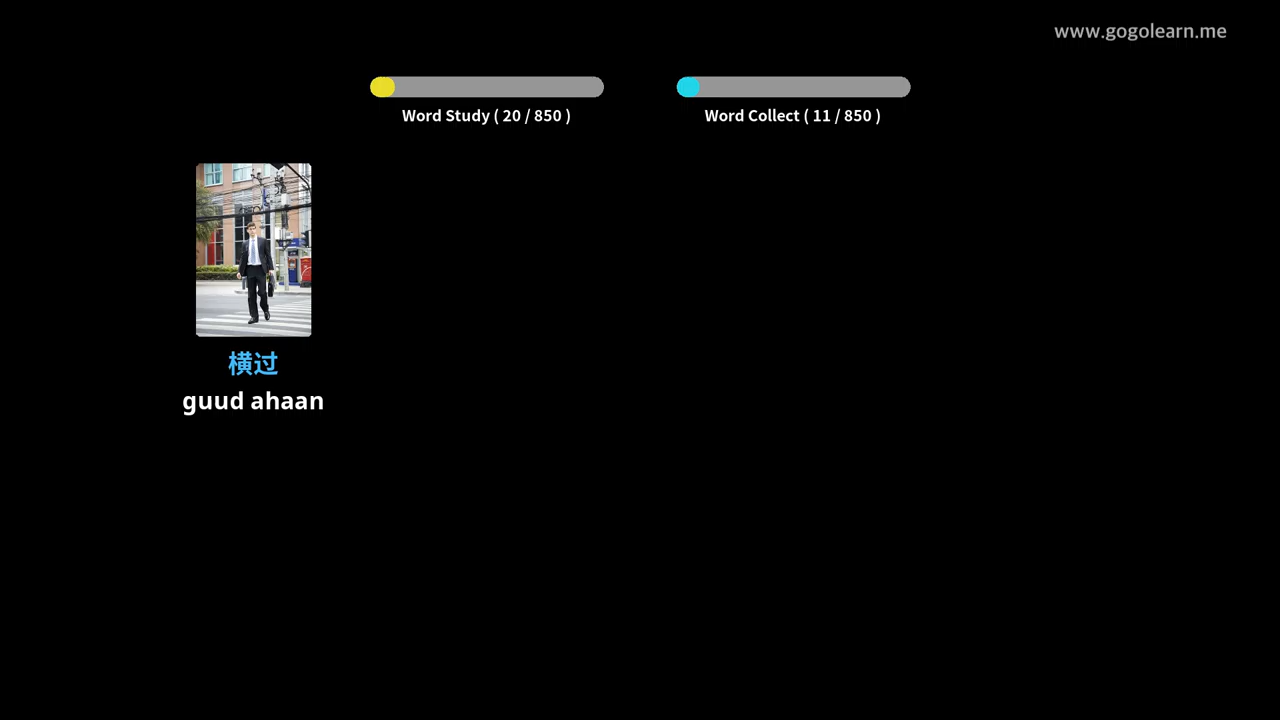 www.gogolearn.me
Word Study ( 20 / 850 )
Word Collect ( 11 / 850 )
横过
guud ahaan